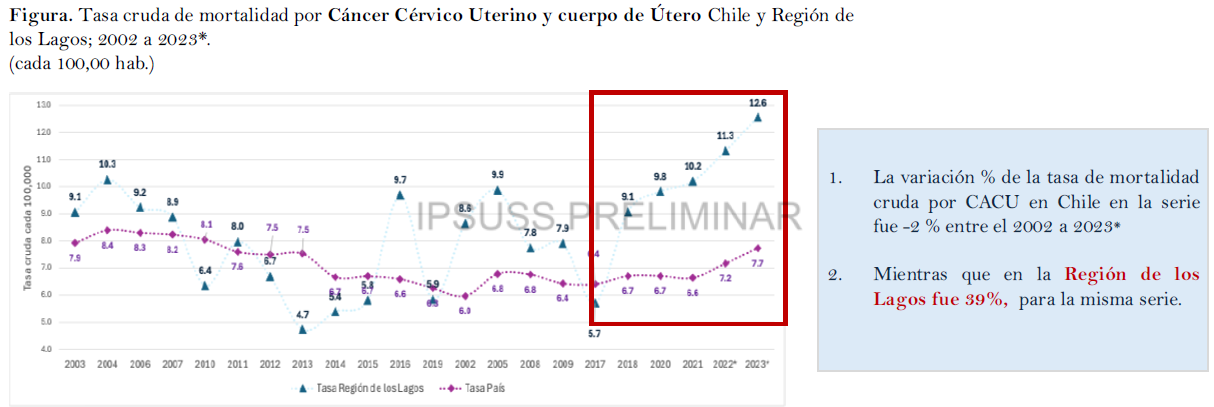 Figura. Tasa cruda de mortalidad por Cáncer Cérvico Uterino y cuerpo de Útero Chile y Región de
los Lagos; 2002 a 2023*.
(cada 100,00 hab.)
13.0
12.0
11.0
10.0
9.0
8.0
7.0
6.0
5.0
4.0
Tasa cruda cada 100,000
9.1 10.3 9.2 8.9 6.4 8.0 6.7 4.7 5.4 5.8 9.7 5.9 8.6 9.9 7.8 7.9 5.7 9.1 9.8 10.2 11.3 12.6
7.9 8.4 8.3 8.2 8.1 7.6 7.5 7.5 6.7 6.7 6.6 6.3 6.0 6.8 6.8 6.4 6.4 6.7 6.7 6.6 7.2 7.7
IPSUSS PRELIMINAR
2003 2004 2006 2007 2010 2011 2012 2013 2014 2015 2016 2019 2002 2005 2008 2009 2017 2018 2020 2021 2022* 2023*
Tasa Región de los Lagos Tasa País
1. La variación % de la tasa de mortalidad
cruda por CACU en Chile en la serie
fue -2 % entre el 2002 a 2023*
2. Mientras que en la Región de los
Lagos fue 39%, para la misma serie.